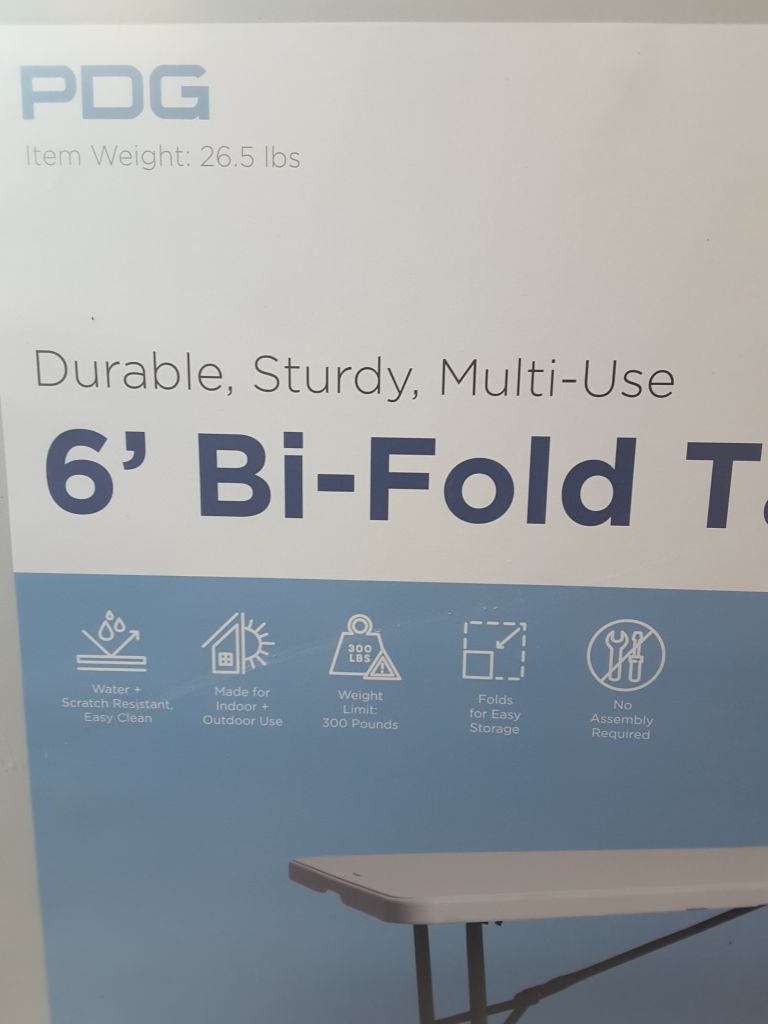 PDG
Item Weight: 26.5 lbs
Durable, Sturdy, Multi-Use
6' Bi-Fold
300
LBS
Water +
Scratch Resistant,
Easy Clean
Made for
Indoor +
Outdoor Use
Weight
Limit:
300 Pounds
Folds
for Easy
Storage
No
Assembly
Required